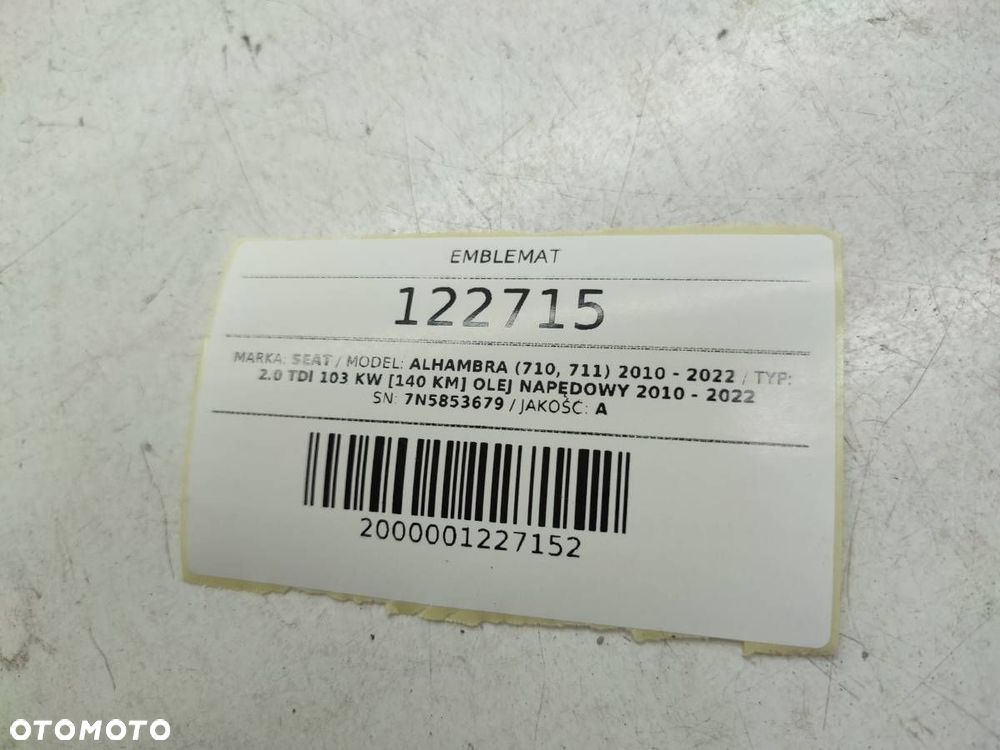 EMBLEMAT
122715
MARKA: SEAT / MODEL: ALHAMBRA (710, 711) 2010 - 2022 / TYP:
2.0 TDI 103 KW [140 KM] OLEJ NAPĘDOWY 2010 - 2022
SN: 7N5853679 / JAKOŚĆ: A
2000001227152
OTOMOTO